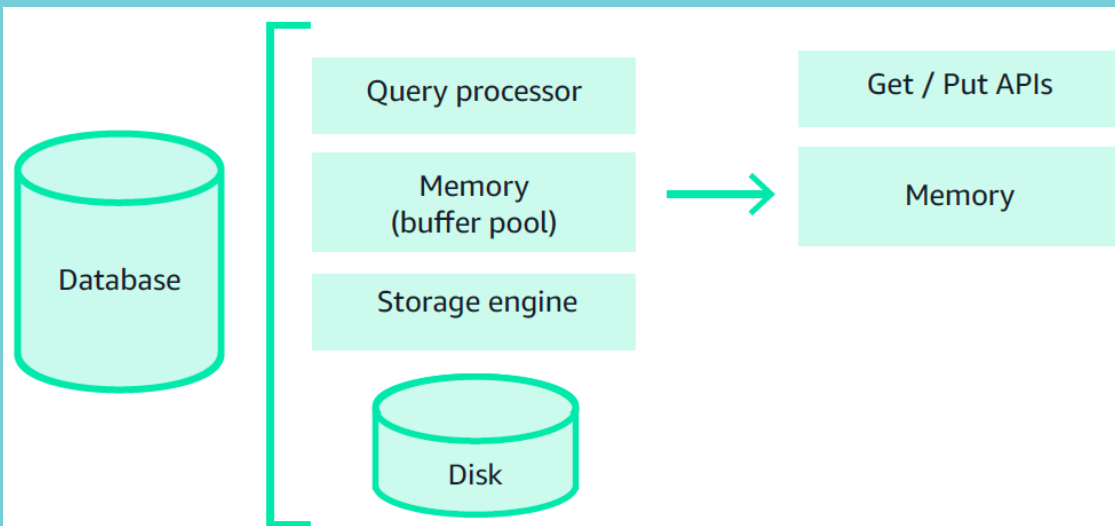 Database
Query processor
Memory
(buffer pool)
Storage engine
Disk
Get / Put APIs
Memory